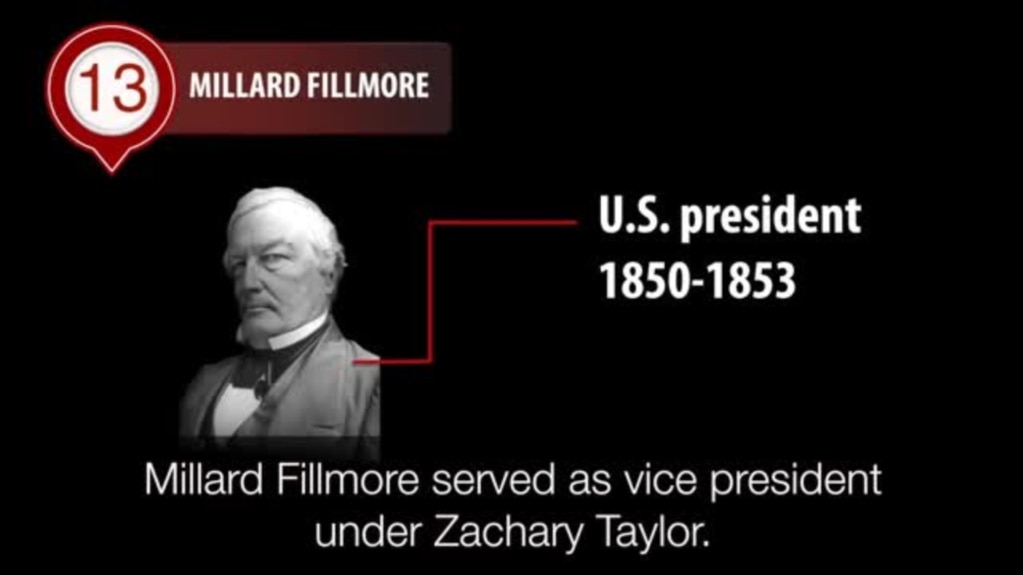 13
MILLARD FILLMORE
U.S. president
1850-1853
Millard Fillmore served as vice president
under Zachary Taylor.